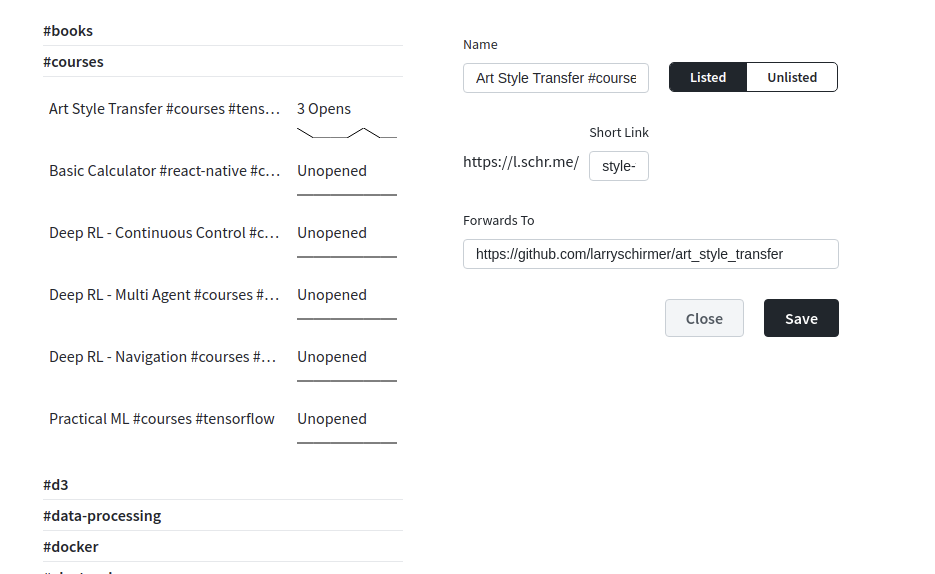 #books
#courses
Art Style Transfer #courses #tens…
3 Opens
Basic Calculator #react-native #c…
Unopened
Deep RL - Continuous Control #c…
Unopened
Deep RL - Multi Agent #courses #…
Unopened
Deep RL - Navigation #courses #…
Unopened
Practical ML #courses #tensorflow
Unopened
#d3
#data-processing
#docker
Name
Art Style Transfer #course
Listed
Unlisted
Short Link
https://l.schr.me/
style-
Forwards To
https://github.com/larryschirmer/art_style_transfer
Close
Save